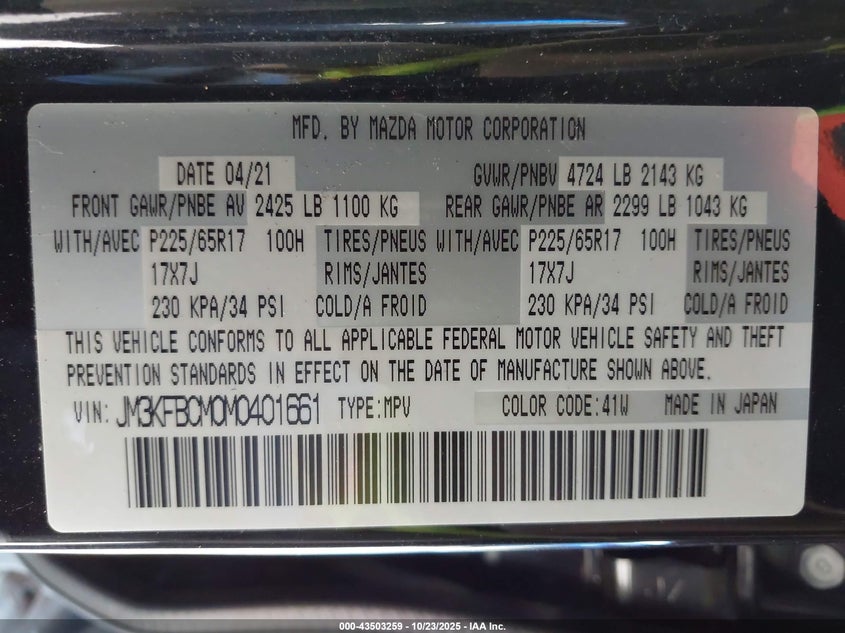 MFD. BY MAZDA MOTOR CORPORATION
DATE 04/21 GVWR/PNBV 4724 LB 2143 KG
FRONT GAWR/PNBE AV 2425 LB 1100 KG REAR GAWR/PNBE AR 2299 LB 1043 KG
WITH/AVEC P225/65R17 100H TIRES/PNEUS WITH/AVEC P225/65R17 100H TIRES/PNEUS
17X7J RIMS/JANTES 17X7J RIMS/JANTES
230 KPA/34 PSI COLD/A FROID 230 KPA/34 PSI COLD/A FROID
THIS VEHICLE CONFORMS TO ALL APPLICABLE FEDERAL MOTOR VEHICLE SAFETY AND THEFT
PREVENTION STANDARDS IN EFFECT ON THE DATE OF MANUFACTURE SHOWN ABOVE.
VIN: JM3KFBCM0M0401661 TYPE:MPV COLOR CODE:41W MADE IN JAPAN
000-43503259 - 10/23/2025 - IAA Inc.